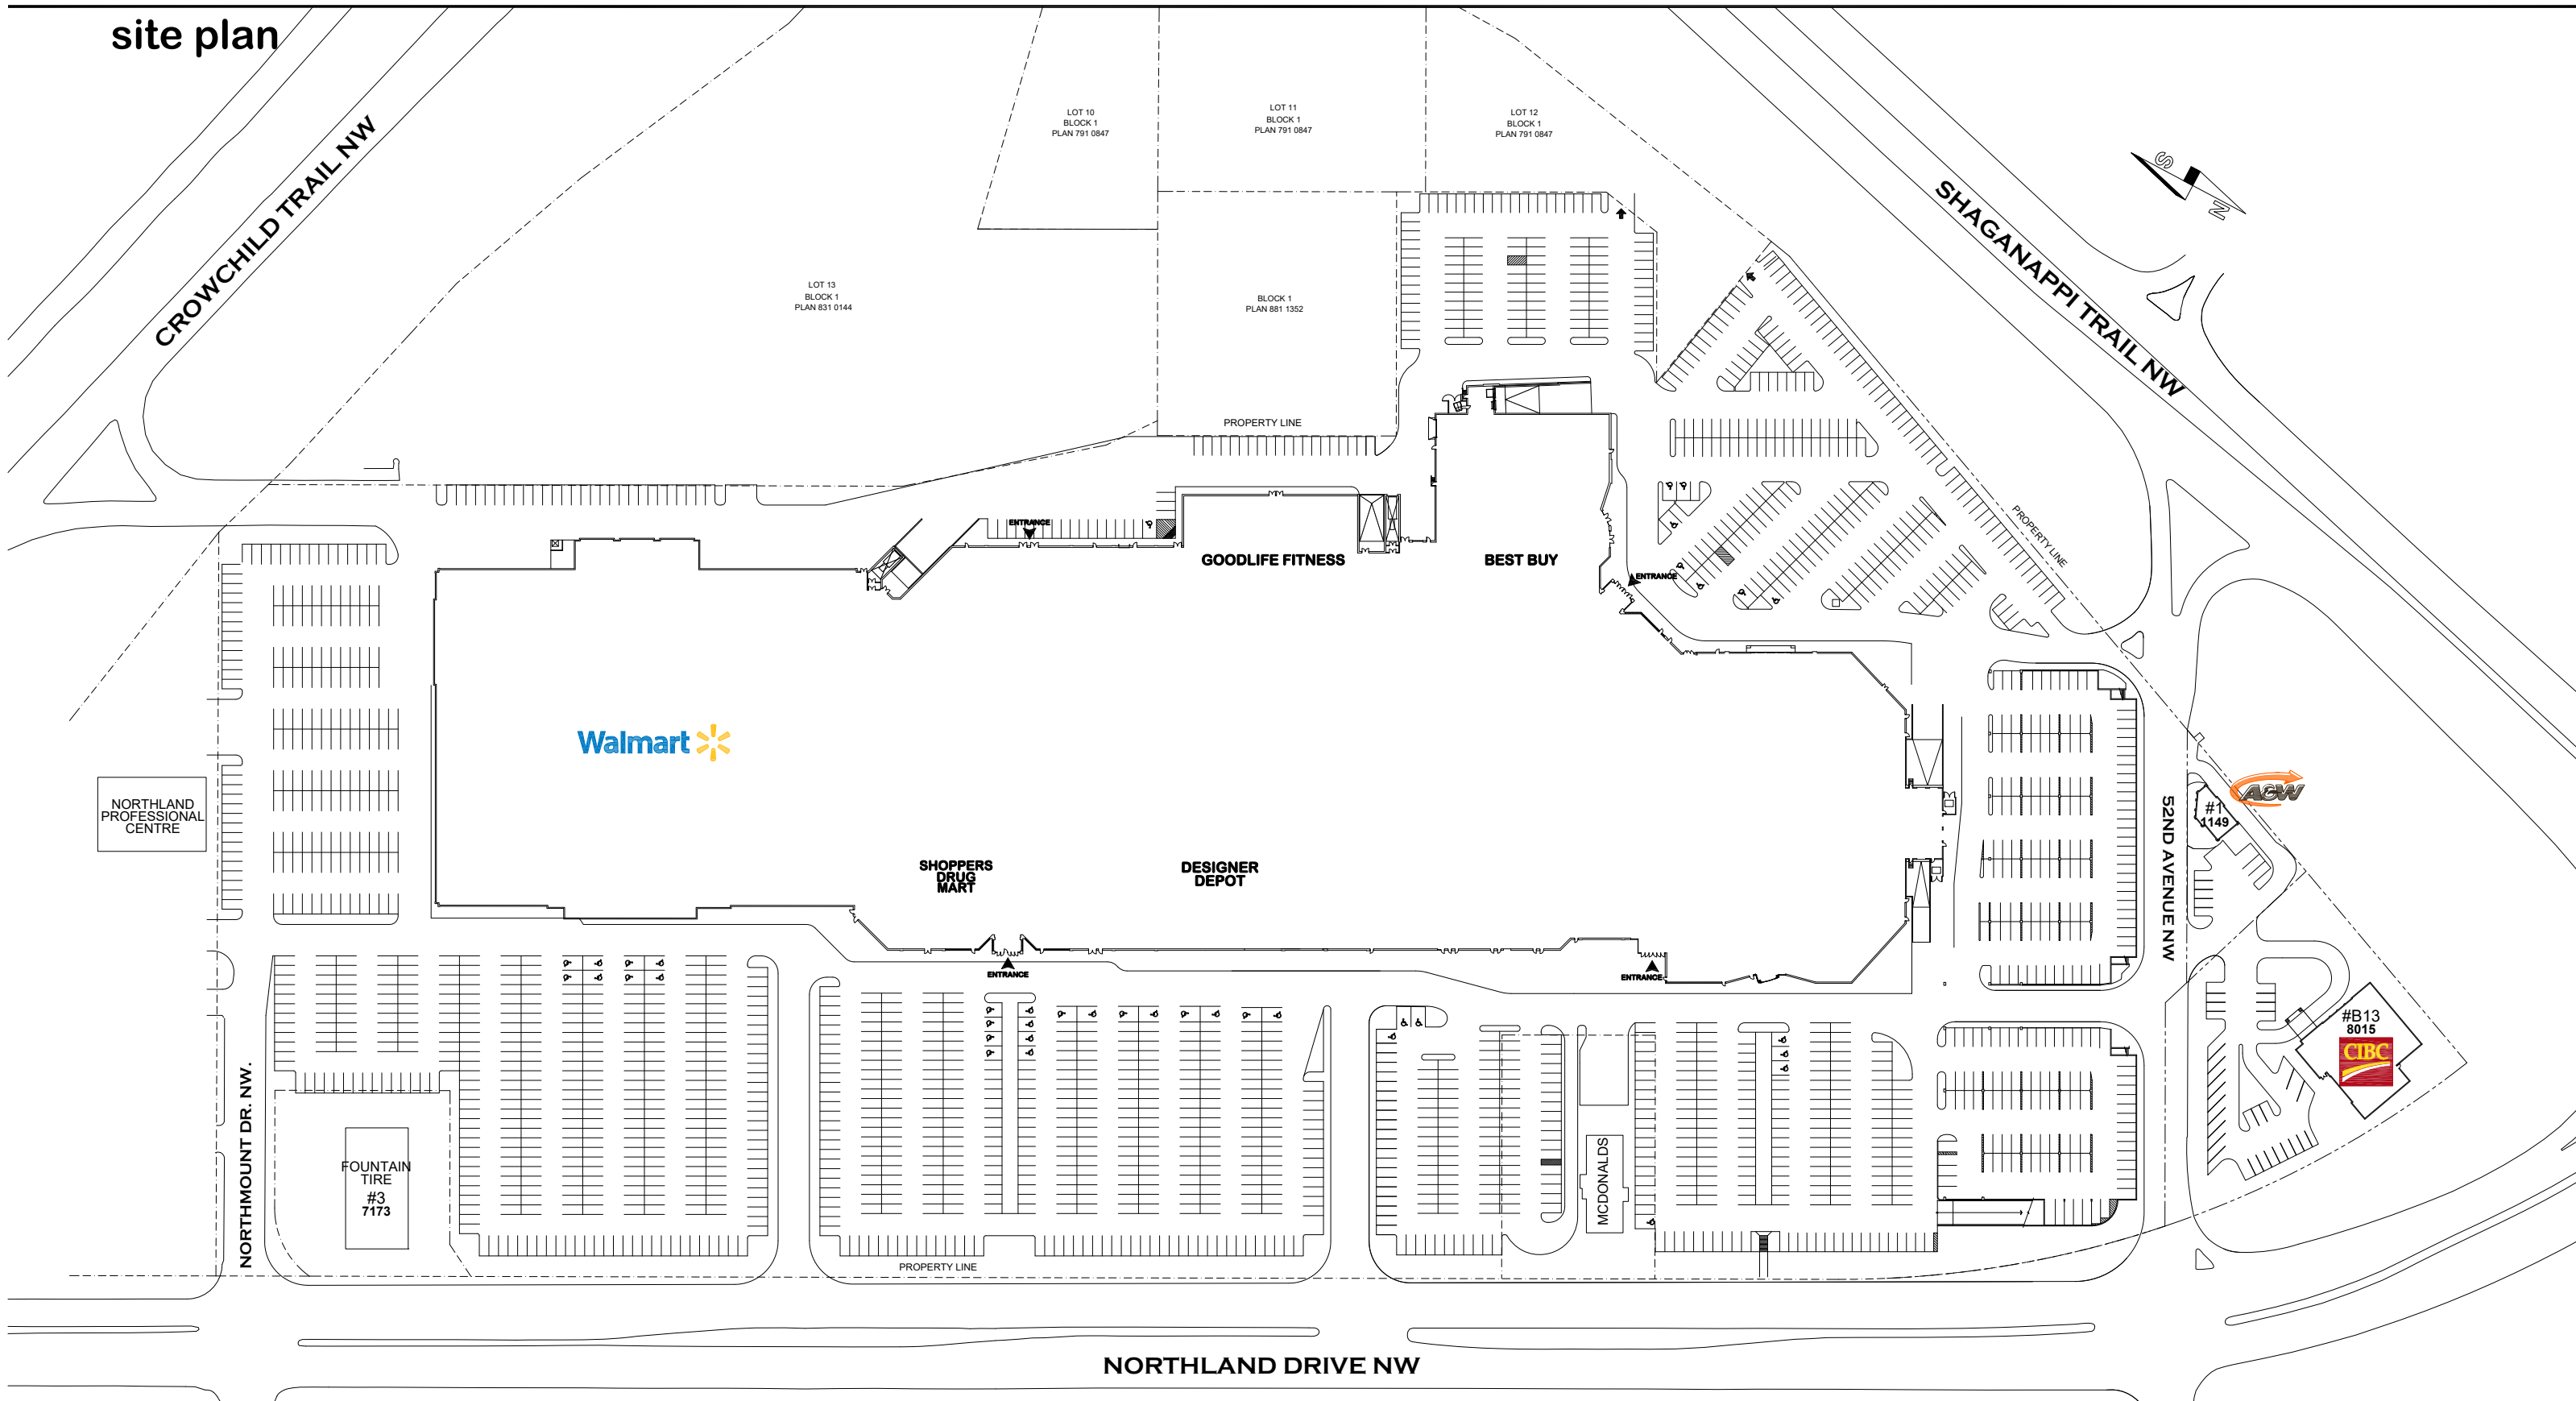 site plan
CROWCHILD TRAIL NW
LOT 10
BLOCK 1
PLAN 791 0847
LOT 11
BLOCK 1
PLAN 791 0847
LOT 12
BLOCK 1
PLAN 791 0847
S
N
SHAGANAPPI TRAIL NW
LOT 13
BLOCK 1
PLAN 831 0144
BLOCK 1
PLAN 881 1352
PROPERTY LINE
ENTRANCE
GOODLIFE FITNESS
BEST BUY
ENTRANCE
PROPERTY LINE
Walmart
NORTHLAND
PROFESSIONAL
CENTRE
SHOPPERS
DRUG
MART
DESIGNER
DEPOT
52ND AVENUE NW
#1
1149
A&W
ENTRANCE
ENTRANCE
#B13
8015
CIBC
NORTHMOUNT DR. NW.
FOUNTAIN
TIRE
#3
7173
MCDONALDS
PROPERTY LINE
NORTHLAND DRIVE NW